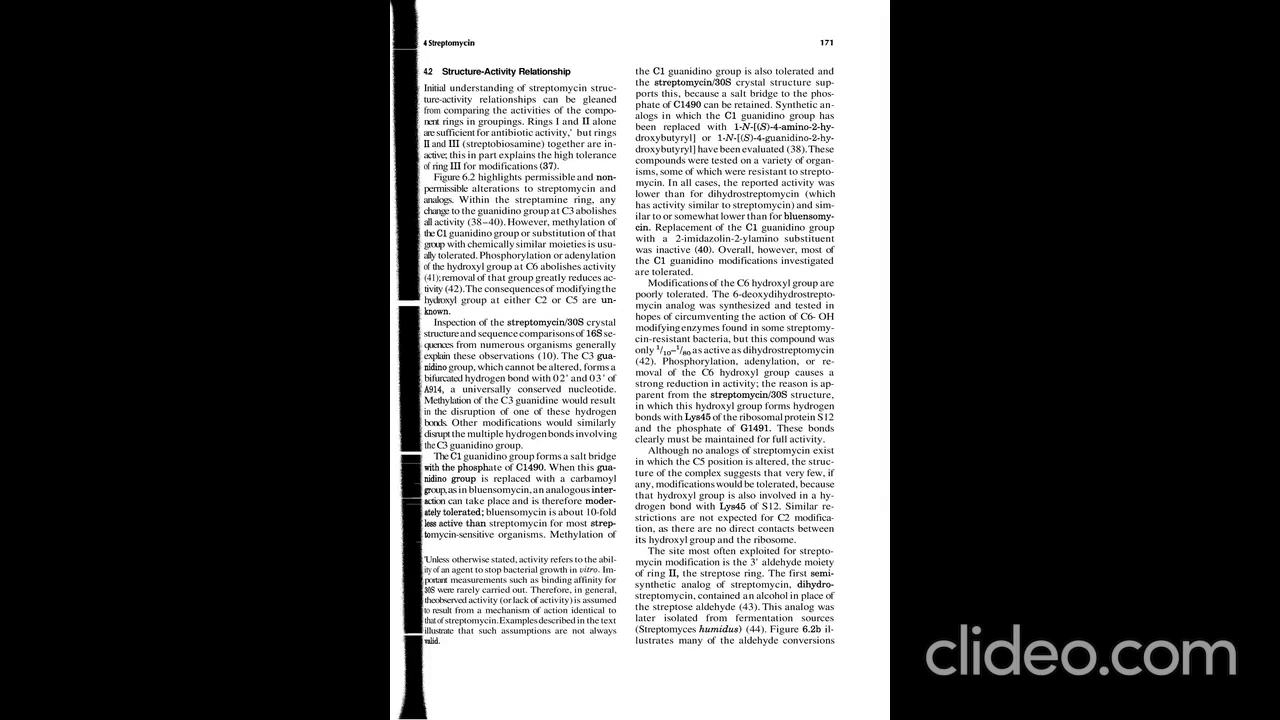 4 Streptomycin
171
4.2 Structure-Activity Relationship
Initial understanding of streptomycin struc-
ture-activity relationships can be gleaned
from comparing the activities of the compo-
nent rings in groupings. Rings I and II alone
are sufficient for antibiotic activity,' but rings
II and III (streptobiosamine) together are in-
active; this in part explains the high tolerance
of ring III for modifications (37).
Figure 6.2 highlights permissible and non-
permissible alterations to streptomycin and
analogs. Within the streptamine ring, any
change to the guanidino group at C3 abolishes
all activity (38–40). However, methylation of
the C1 guanidino group or substitution of that
group with chemically similar moieties is usu-
ally tolerated. Phosphorylation or adenylation
of the hydroxyl group at C6 abolishes activity
(41); removal of that group greatly reduces ac-
tivity (42). The consequences of modifying the
hydroxyl group at either C2 or C5 are un-
known.
Inspection of the streptomycin/30S crystal
structure and sequence comparisons of 16S se-
quences from numerous organisms generally
explain these observations (10). The C3 gua-
nidino group, which cannot be altered, forms a
bifurcated hydrogen bond with 02' and 03' of
A914, a universally conserved nucleotide.
Methylation of the C3 guanidine would result
in the disruption of one of these hydrogen
bonds. Other modifications would similarly
disrupt the multiple hydrogen bonds involving
the C3 guanidino group.
The C1 guanidino group forms a salt bridge
with the phosphate of C1490. When this gua-
nidino group is replaced with a carbamoyl
group, as in bluensomycin, an analogous inter-
action can take place and is therefore moder-
ately tolerated; bluensomycin is about 10-fold
less active than streptomycin for most strep-
tomycin-sensitive organisms. Methylation of
'Unless otherwise stated, activity refers to the abil-
ity of an agent to stop bacterial growth in vitro. Im-
portant measurements such as binding affinity for
30S were rarely carried out. Therefore, in general,
the observed activity (or lack of activity) is assumed
to result from a mechanism of action identical to
that of streptomycin. Examples described in the text
illustrate that such assumptions are not always
valid.
the C1 guanidino group is also tolerated and
the streptomycin/30S crystal structure sup-
ports this, because a salt bridge to the phos-
phate of C1490 can be retained. Synthetic an-
alogs in which the C1 guanidino group has
been replaced with 1-N-[(S)-4-amino-2-hy-
droxybutyryl] or 1-N-[(S)-4-guanidino-2-hy-
droxybutyryl] have been evaluated (38). These
compounds were tested on a variety of organ-
isms, some of which were resistant to strepto-
mycin. In all cases, the reported activity was
lower than for dihydrostreptomycin (which
has activity similar to streptomycin) and sim-
ilar to or somewhat lower than for bluensomy-
cin. Replacement of the C1 guanidino group
with a 2-imidazolin-2-ylamino substituent
was inactive (40). Overall, however, most of
the C1 guanidino modifications investigated
are tolerated.
Modifications of the C6 hydroxyl group are
poorly tolerated. The 6-deoxydihydrostrepto-
mycin analog was synthesized and tested in
hopes of circumventing the action of C6- OH
modifying enzymes found in some streptomy-
cin-resistant bacteria, but this compound was
only 1/10–1/80 as active as dihydrostreptomycin
(42). Phosphorylation, adenylation, or re-
moval of the C6 hydroxyl group causes a
strong reduction in activity; the reason is ap-
parent from the streptomycin/30S structure,
in which this hydroxyl group forms hydrogen
bonds with Lys45 of the ribosomal protein S12
and the phosphate of G1491. These bonds
clearly must be maintained for full activity.
Although no analogs of streptomycin exist
in which the C5 position is altered, the struc-
ture of the complex suggests that very few, if
any, modifications would be tolerated, because
that hydroxyl group is also involved in a hy-
drogen bond with Lys45 of S12. Similar re-
strictions are not expected for C2 modifica-
tion, as there are no direct contacts between
its hydroxyl group and the ribosome.
The site most often exploited for strepto-
mycin modification is the 3' aldehyde moiety
of ring II, the streptose ring. The first semi-
synthetic analog of streptomycin, dihydro-
streptomycin, contained an alcohol in place of
the streptose aldehyde (43). This analog was
later isolated from fermentation sources
(Streptomyces humidus) (44). Figure 6.2b il-
lustrates many of the aldehyde conversions
clideo.com